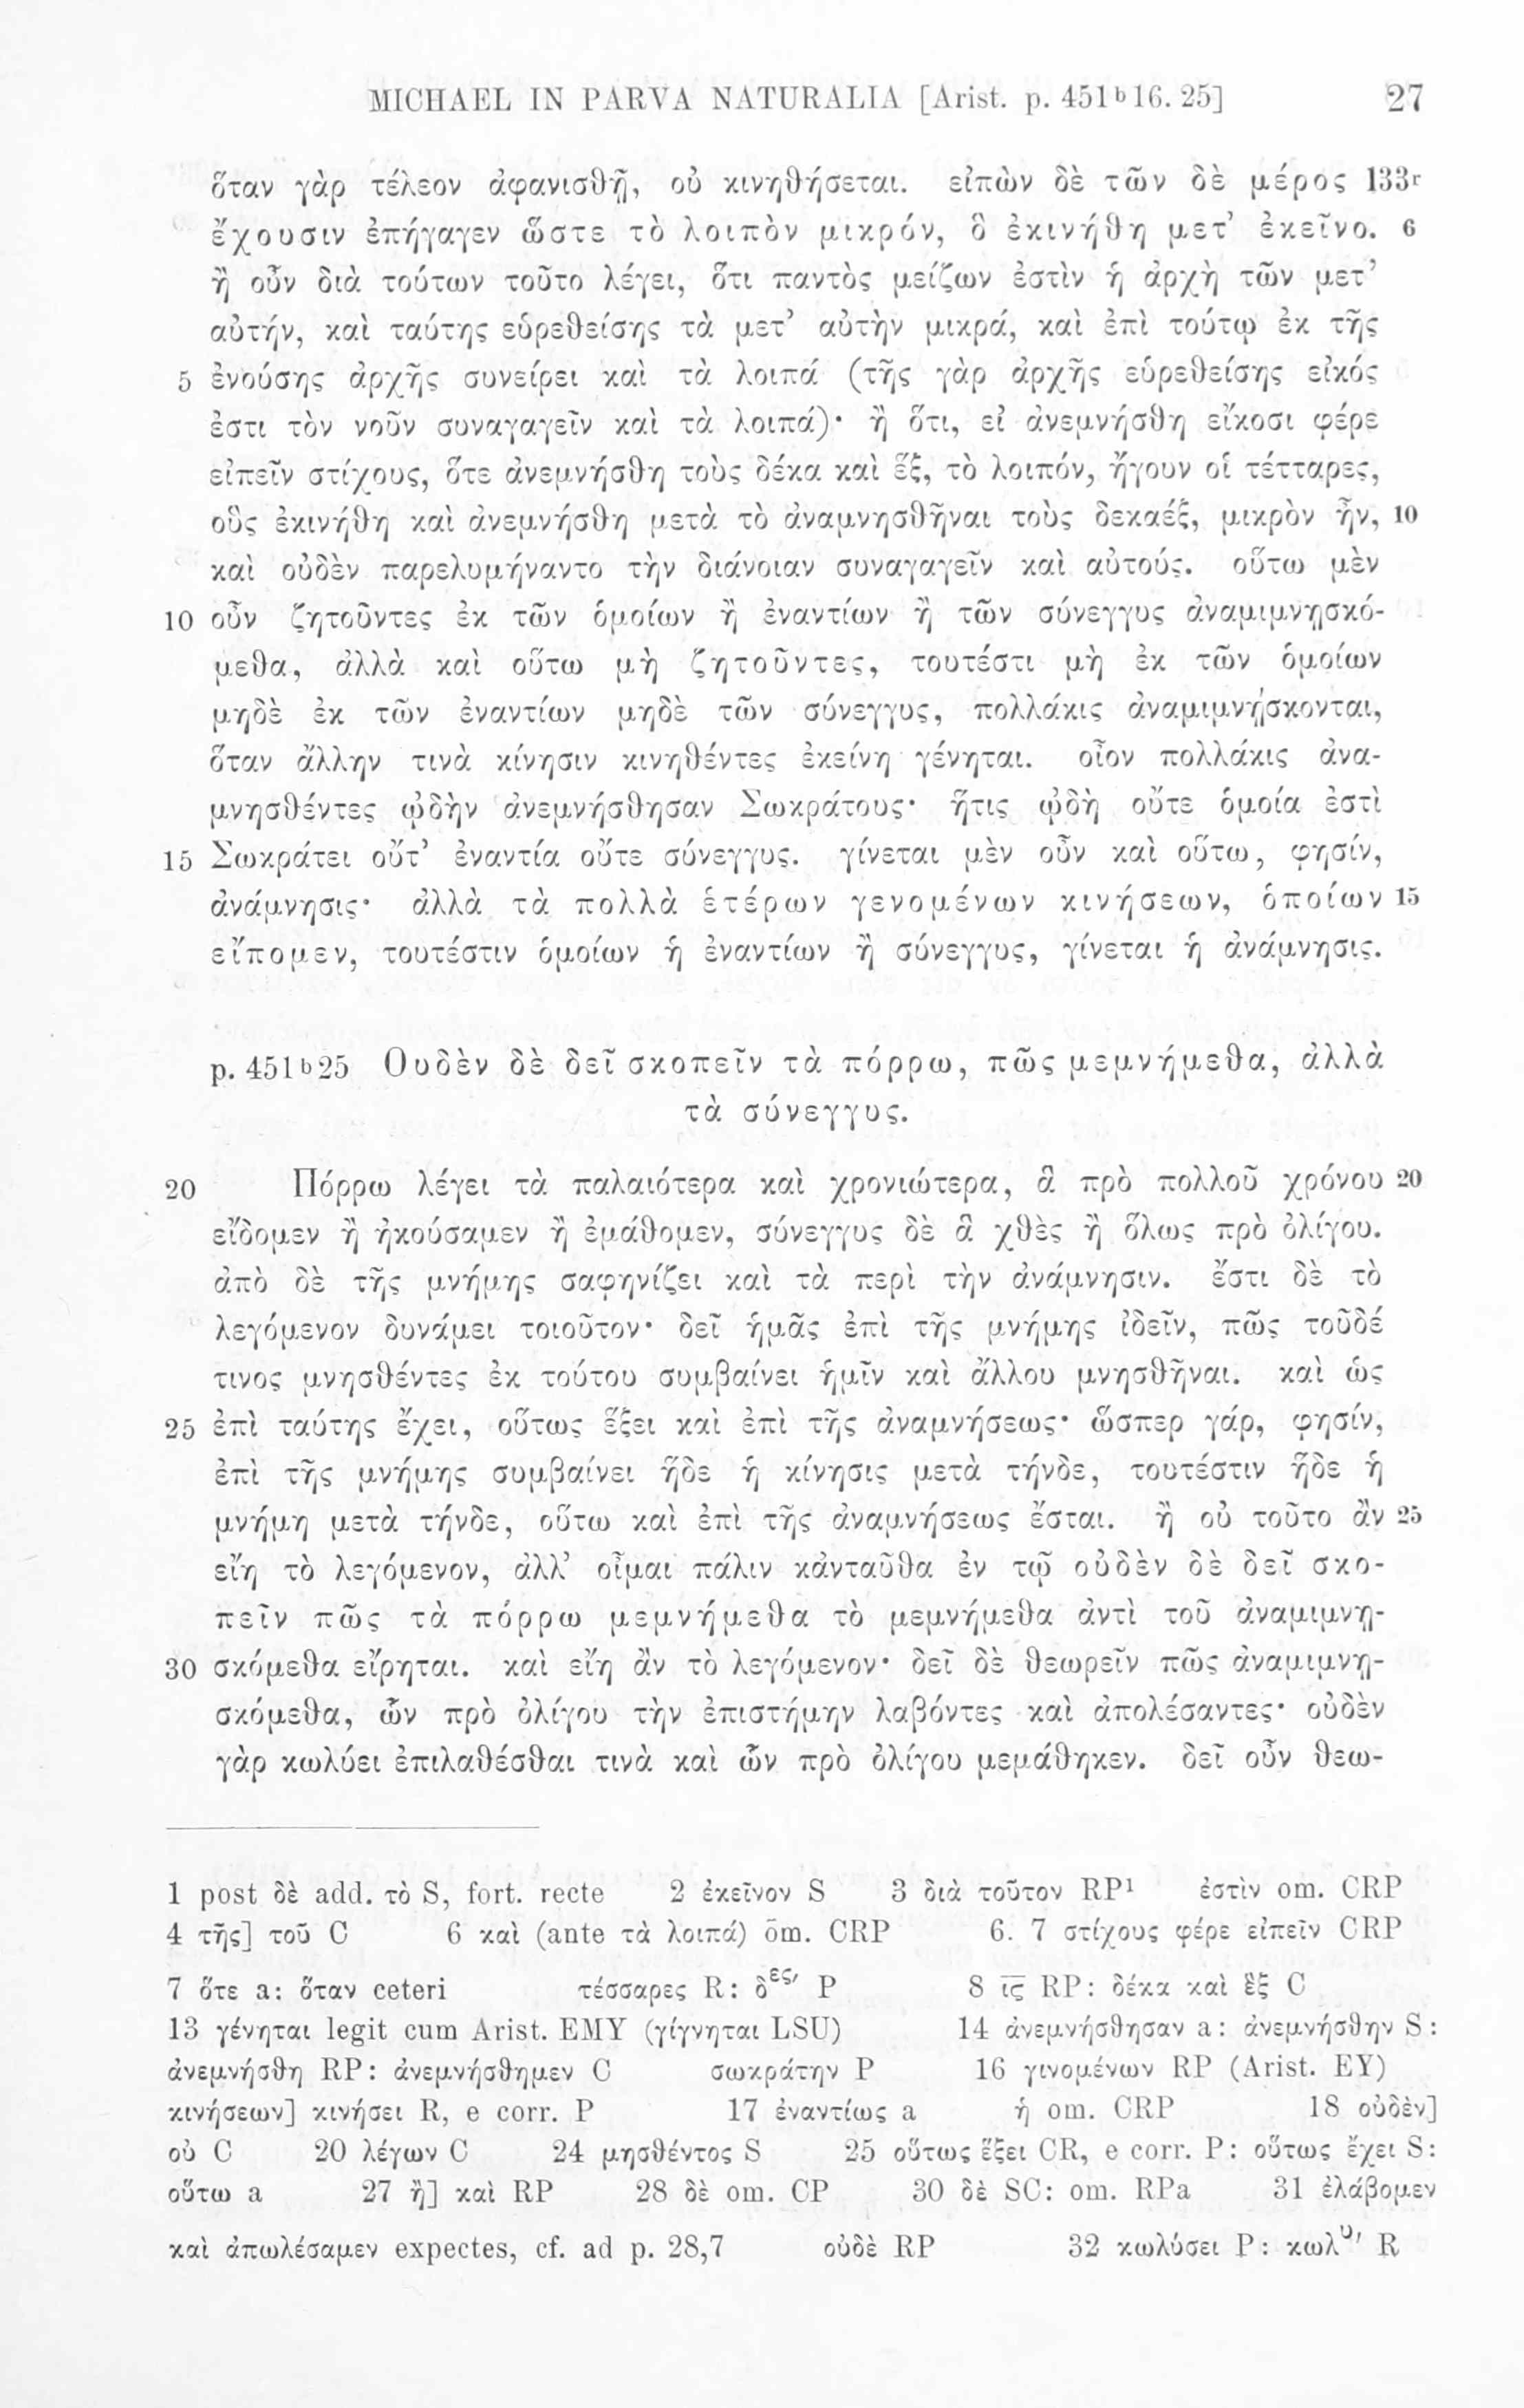 MICHAEL IN PARVA NATURALIA [Arist. p. 451ᵇ16. 25] 27
ὅταν γὰρ τέλεον ἀφανισθῇ, οὐ κινηθήσεται. εἰπὼν δὲ τῶν δὲ μέρος 133ʳ
ἔχουσιν ἐπήγαγεν ὥστε τὸ λοιπὸν μικρόν, ὃ ἐκινήθη μετ’ ἐκεῖνο. 6
ἢ οὖν διὰ τούτων τοῦτο λέγει, ὅτι παντὸς μείζων ἐστὶν ἡ ἀρχὴ τῶν μετ’
αὐτήν, καὶ ταύτης εὑρεθείσης τὰ μετ’ αὐτὴν μικρά, καὶ ἐπὶ τούτῳ ἐκ τῆς
5 ἐνούσης ἀρχῆς συνείρει καὶ τὰ λοιπά (τῆς γὰρ ἀρχῆς εὑρεθείσης εἰκός
ἐστι τὸν νοῦν συναγαγεῖν καὶ τὰ λοιπά)· ἢ ὅτι, εἰ ἀνεμνήσθη εἴκοσι φέρε
εἰπεῖν στίχους, ὅτε ἀνεμνήσθη τοὺς δέκα καὶ ἕξ, τὸ λοιπόν, ἤγουν οἱ τέτταρες,
οὓς ἐκινήθη καὶ ἀνεμνήσθη μετὰ τὸ ἀναμνησθῆναι τοὺς δεκαέξ, μικρὸν ἦν, 10
καὶ οὐδὲν παρελυμήναντο τὴν διάνοιαν συναγαγεῖν καὶ αὐτούς. οὕτω μὲν
10 οὖν ζητοῦντες ἐκ τῶν ὁμοίων ἢ ἐναντίων ἢ τῶν σύνεγγυς ἀναμιμνῃσκό-
μεθα, ἀλλὰ καὶ οὕτω μὴ ζητοῦντες, τουτέστι μὴ ἐκ τῶν ὁμοίων
μηδὲ ἐκ τῶν ἐναντίων μηδὲ τῶν σύνεγγυς, πολλάκις ἀναμιμνήσκονται,
ὅταν ἄλλην τινὰ κίνησιν κινηθέντες ἐκείνη γένηται. οἷον πολλάκις ἀνα-
μνησθέντες ᾠδὴν ἀνεμνήσθησαν Σωκράτους· ἥτις ᾠδὴ οὔτε ὁμοία ἐστὶ
15 Σωκράτει οὔτ’ ἐναντία οὔτε σύνεγγυς. γίνεται μὲν οὖν καὶ οὕτω, φησίν,
ἀνάμνησις· ἀλλὰ τὰ πολλὰ ἑτέρων γενομένων κινήσεων, ὁποίων 15
εἴπομεν, τουτέστιν ὁμοίων ἢ ἐναντίων ἢ σύνεγγυς, γίνεται ἡ ἀνάμνησις.
p. 451ᵇ25 Ουδὲν δὲ δεῖ σκοπεῖν τὰ πόρρω, πῶς μεμνήμεθα, ἀλλὰ
τὰ σύνεγγυς.
20 Πόρρω λέγει τὰ παλαιότερα καὶ χρονιώτερα, ἃ πρὸ πολλοῦ χρόνου 20
εἴδομεν ἢ ἠκούσαμεν ἢ ἐμάθομεν, σύνεγγυς δὲ ἃ χθὲς ἢ ὅλως πρὸ ὀλίγου.
ἀπὸ δὲ τῆς μνήμης σαφηνίζει καὶ τὰ περὶ τὴν ἀνάμνησιν. ἔστι δὲ τὸ
λεγόμενον δυνάμει τοιοῦτον· δεῖ ἡμᾶς ἐπὶ τῆς μνήμης ἰδεῖν, πῶς τοῦδέ
τινος μνησθέντες ἐκ τούτου συμβαίνει ἡμῖν καὶ ἄλλου μνησθῆναι. καὶ ὡς
25 ἐπὶ ταύτης ἔχει, οὕτως ἕξει καὶ ἐπὶ τῆς ἀναμνήσεως· ὥσπερ γάρ, φησίν,
ἐπὶ τῆς μνήμης συμβαίνει ἥδε ἡ κίνησις μετὰ τήνδε, τουτέστιν ἥδε ἡ
μνήμη μετὰ τήνδε, οὕτω καὶ ἐπὶ τῆς ἀναμνήσεως ἔσται. ἢ οὐ τοῦτο ἂν 25
εἴη τὸ λεγόμενον, ἀλλ’ οἶμαι πάλιν κἀνταῦθα ἐν τῷ οὐδὲν δὲ δεῖ σκο-
πεῖν πῶς τὰ πόρρω μεμνήμεθα τὸ μεμνήμεθα ἀντὶ τοῦ ἀναμιμνῃ-
30 σκόμεθα εἴρηται. καὶ εἴη ἂν τὸ λεγόμενον· δεῖ δὲ θεωρεῖν πῶς ἀναμιμνῃ-
σκόμεθα, ὧν πρὸ ὀλίγου τὴν ἐπιστήμην λαβόντες καὶ ἀπολέσαντες· οὐδὲν
γὰρ κωλύει ἐπιλαθέσθαι τινὰ καὶ ὧν πρὸ ὀλίγου μεμάθηκεν. δεῖ οὖν θεω-
1 post δὲ add. τὸ S, fort. recte 2 ἐκεῖνον S 3 διὰ τοῦτον RP¹ ἐστὶν om. CRP
4 τῆς] τοῦ C 6 καὶ (ante τὰ λοιπά) om. CRP 6. 7 στίχους φέρε εἰπεῖν CRP
7 ὅτε a: ὅταν ceteri τέσσαρες R: δ^ες′ P 8 ις RP: δέκα καὶ ἓξ C
13 γένηται legit cum Arist. EMY (γίγνηται LSU) 14 ἀνεμνήσθησαν a: ἀνεμνήσθην S:
ἀνεμνήσθη RP: ἀνεμνήσθημεν C σωκράτην P 16 γινομένων RP (Arist. EY)
κινήσεων] κινήσει R, e corr. P 17 ἐναντίως a ἡ om. CRP 18 οὐδὲν]
οὐ C 20 λέγων C 24 μησθέντος S 25 οὕτως ἕξει CR, e corr. P: οὕτως ἔχει S:
οὕτω a 27 ἢ] καὶ RP 28 δὲ om. CP 30 δὲ SC: om. RPa 31 ἐλάβομεν
καὶ ἀπωλέσαμεν expectes, cf. ad p. 28,7 οὐδὲ RP 32 κωλύσει P: κωλ^υ′ R